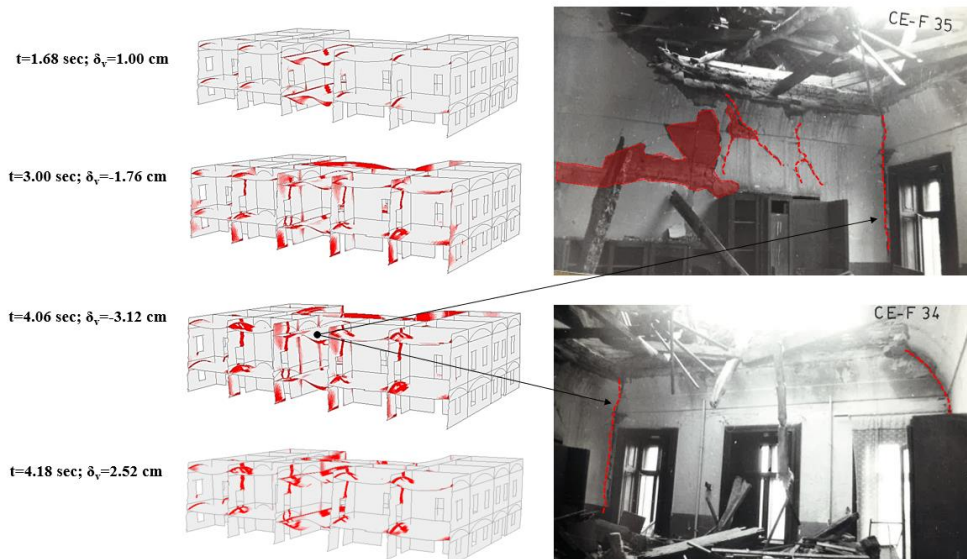 t=1.68 sec; δv=1.00 cm
t=3.00 sec; δv=-1.76 cm
t=4.06 sec; δv=-3.12 cm
t=4.18 sec; δv=2.52 cm
CE-F 35
CE-F 34